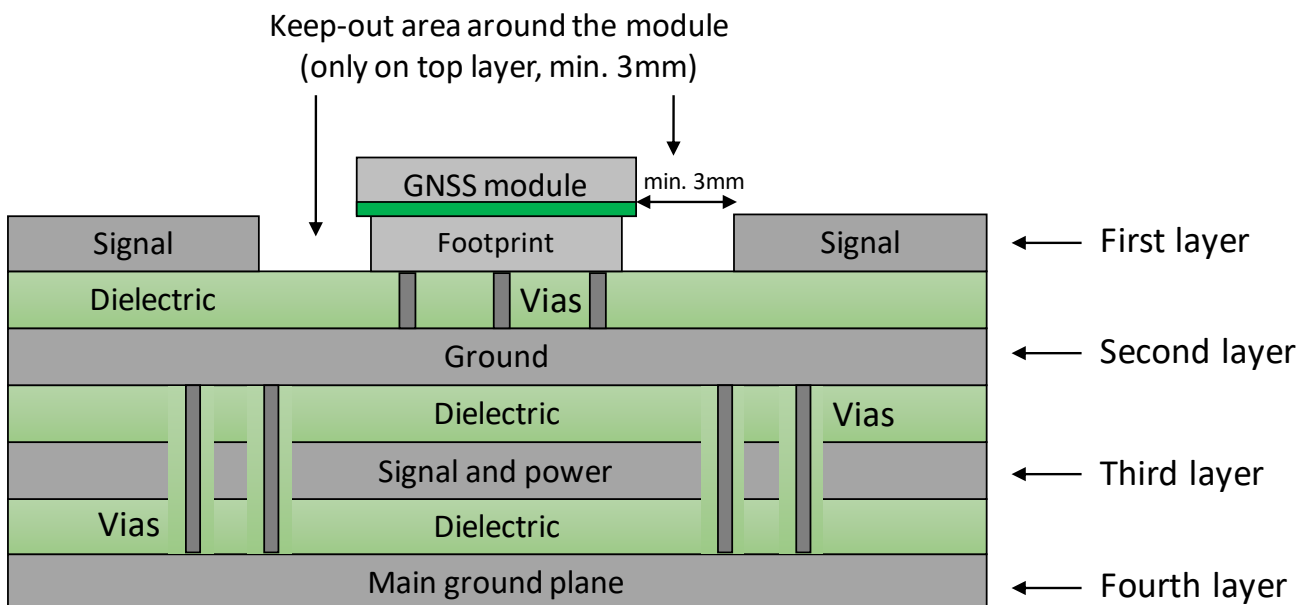 Keep-out area around the module
(only on top layer, min. 3mm)
GNSS module
min. 3mm
Signal
Footprint
Signal
First layer
Dielectric
Vias
Ground
Second layer
Dielectric
Vias
Signal and power
Third layer
Vias
Dielectric
Main ground plane
Fourth layer